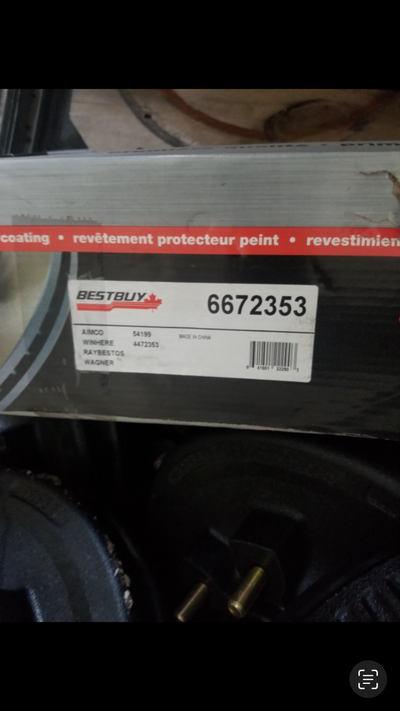 coating • revêtement protecteur peint • revestimien
BESTBUY
6672353
AIMCO 54199 MADE IN CHINA
WINHERE 4472353
RAYBESTOS
WAGNER